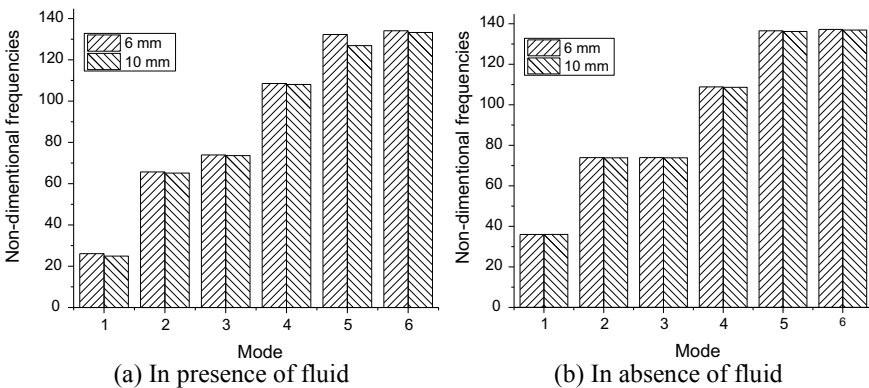 Non-dimentional frequencies
140
120
100
80
60
40
20
0
6 mm
10 mm
1 2 3 4 5 6
Mode
(a) In presence of fluid
Non-dimentional frequencies
140
120
100
80
60
40
20
0
6 mm
10 mm
1 2 3 4 5 6
Mode
(b) In absence of fluid